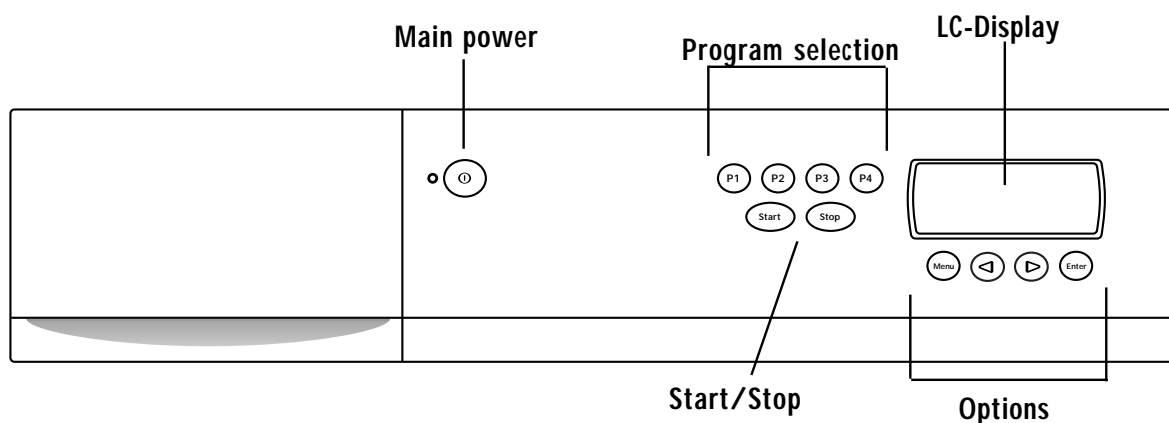 LC-Display
Main power
Program selection
P1 P2 P3 P4
Start Stop
Menu Enter
Start/Stop
Options